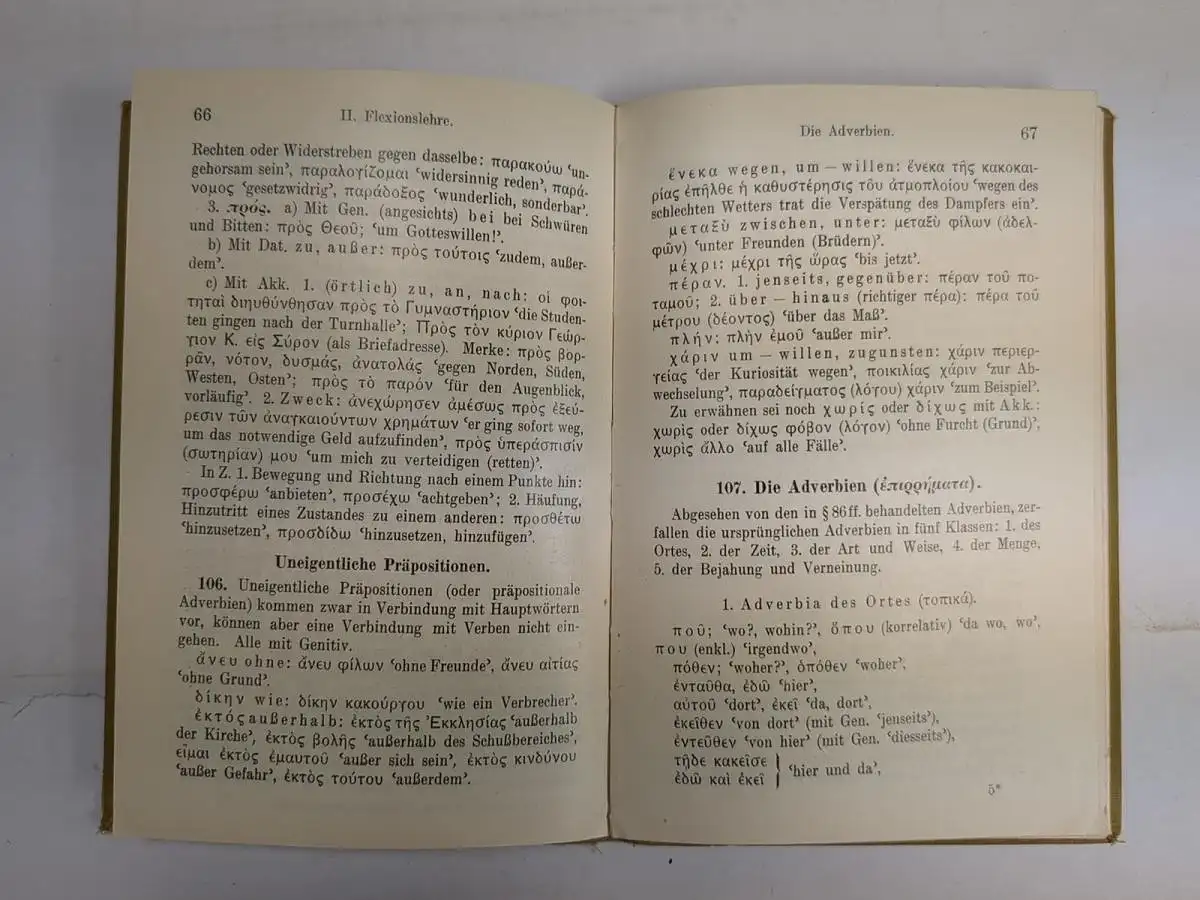 66
II. Flexionslehre.
Rechten oder Widerstreben gegen dasselbe: παρακούω ‘un-
gehorsam sein’, παραλογίζομαι ‘widersinnig reden’, παρά-
νομος ‘gesetzwidrig’, παράδοξος ‘wunderlich, sonderbar’.
3. πρός. a) Mit Gen. (angesichts) bei bei Schwüren
und Bitten: πρὸς Θεοῦ; ‘um Gotteswillen!’.
b) Mit Dat. zu, außer: πρὸς τούτοις ‘zudem, außer-
dem’.
c) Mit Akk. 1. (örtlich) zu, an, nach: οἱ φοι-
τηταὶ διηυθύνθησαν πρὸς τὸ Γυμναστήριον ‘die Studen-
ten gingen nach der Turnhalle’; Πρὸς τὸν κύριον Γεώρ-
γιον Κ. εἰς Σύρον (als Briefadresse). Merke: πρὸς βορ-
ρᾶν, νότον, δυσμάς, ἀνατολάς ‘gegen Norden, Süden,
Westen, Osten’; πρὸς τὸ παρόν ‘für den Augenblick,
vorläufig’. 2. Zweck: ἀνεχώρησεν ἀμέσως πρὸς ἐξεύ-
ρεσιν τῶν ἀναγκαιούντων χρημάτων ‘er ging sofort weg,
um das notwendige Geld aufzufinden’, πρὸς ὑπεράσπισίν
(σωτηρίαν) μου ‘um mich zu verteidigen (retten)’.
In Z. 1. Bewegung und Richtung nach einem Punkte hin:
προσφέρω ‘anbieten’, προσέχω ‘achtgeben’; 2. Häufung,
Hinzutritt eines Zustandes zu einem anderen: προσθέτω
‘hinzusetzen’, προσδίδω ‘hinzusetzen, hinzufügen’.
Uneigentliche Präpositionen.
106. Uneigentliche Präpositionen (oder präpositionale
Adverbien) kommen zwar in Verbindung mit Hauptwörtern
vor, können aber eine Verbindung mit Verben nicht ein-
gehen. Alle mit Genitiv.
ἄνευ ohne: ἄνευ φίλων ‘ohne Freunde’, ἄνευ αἰτίας
‘ohne Grund’.
δίκην wie: δίκην κακούργου ‘wie ein Verbrecher’.
ἐκτός außerhalb: ἐκτὸς τῆς Ἐκκλησίας ‘außerhalb
der Kirche’, ἐκτὸς βολῆς ‘außerhalb des Schußbereiches’,
εἶμαι ἐκτὸς ἐμαυτοῦ ‘außer sich sein’, ἐκτὸς κινδύνου
‘außer Gefahr’, ἐκτὸς τούτου ‘außerdem’.
Die Adverbien.
67
ἕνεκα wegen, um — willen: ἕνεκα τῆς κακοκαι-
ρίας ἐπῆλθε ἡ καθυστέρησις τοῦ ἀτμοπλοίου ‘wegen des
schlechten Wetters trat die Verspätung des Dampfers ein’.
μεταξὺ zwischen, unter: μεταξὺ φίλων (ἀδελ-
φῶν) ‘unter Freunden (Brüdern)’.
μέχρι: μέχρι τῆς ὥρας ‘bis jetzt’.
πέραν. 1. jenseits, gegenüber: πέραν τοῦ πο-
ταμοῦ; 2. über — hinaus (richtiger πέρα): πέρα τοῦ
μέτρου (δέοντος) ‘über das Maß’.
πλήν: πλὴν ἐμοῦ ‘außer mir’.
χάριν um — willen, zugunsten: χάριν περιερ-
γείας ‘der Kuriosität wegen’, ποικιλίας χάριν ‘zur Ab-
wechselung’, παραδείγματος (λόγου) χάριν ‘zum Beispiel’.
Zu erwähnen sei noch χωρίς oder δίχως mit Akk.:
χωρὶς oder δίχως φόβον (λόγον) ‘ohne Furcht (Grund)’,
χωρὶς ἄλλο ‘auf alle Fälle’.
107. Die Adverbien (ἐπιρρήματα).
Abgesehen von den in § 86 ff. behandelten Adverbien, zer-
fallen die ursprünglichen Adverbien in fünf Klassen: 1. des
Ortes, 2. der Zeit, 3. der Art und Weise, 4. der Menge,
5. der Bejahung und Verneinung.
1. Adverbia des Ortes (τοπικά).
ποῦ; ‘wo?, wohin?’, ὅπου (korrelativ) ‘da wo, wo’,
που (enkl.) ‘irgendwo’,
πόθεν; ‘woher?’, ὁπόθεν ‘woher’,
ἐνταῦθα, ἐδῶ ‘hier’,
αὐτοῦ ‘dort’, ἐκεῖ ‘da, dort’,
ἐκεῖθεν ‘von dort’ (mit Gen. ‘jenseits’),
ἐντεῦθεν ‘von hier’ (mit Gen. ‘diesseits’),
τῇδε κακεῖσε
ἐδῶ καὶ ἐκεῖ } ‘hier und da’,
5*